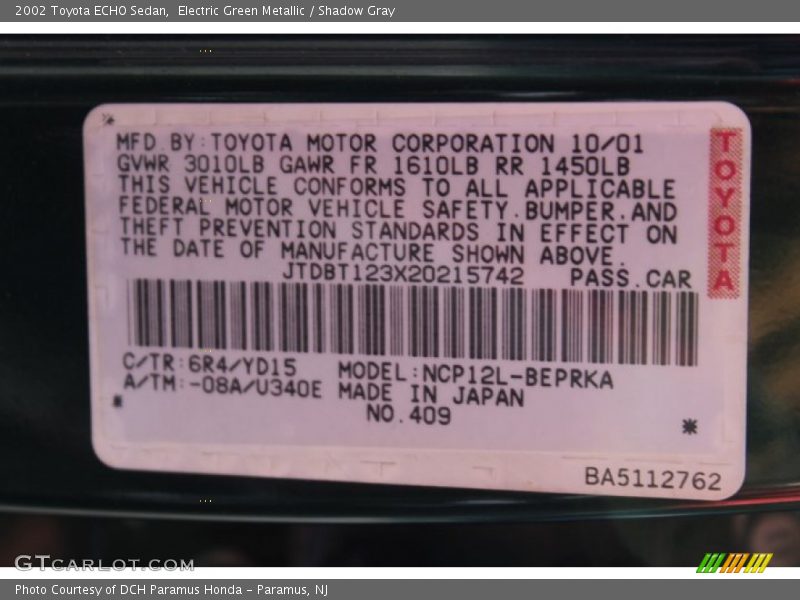 2002 Toyota ECHO Sedan,  Electric Green Metallic / Shadow Gray
MFD.BY:TOYOTA MOTOR CORPORATION 10/01
GVWR 3010LB GAWR FR 1610LB RR 1450LB
THIS VEHICLE CONFORMS TO ALL APPLICABLE
FEDERAL MOTOR VEHICLE SAFETY.BUMPER.AND
THEFT PREVENTION STANDARDS IN EFFECT ON
THE DATE OF MANUFACTURE SHOWN ABOVE.
JTDBT123X20215742 PASS.CAR
TOYOTA
C/TR:6R4/YD15 MODEL:NCP12L-BEPRKA
A/TM:-08A/U340E MADE IN JAPAN
NO.409
BA5112762
GTCARLOT.COM
Photo Courtesy of DCH Paramus Honda - Paramus, NJ